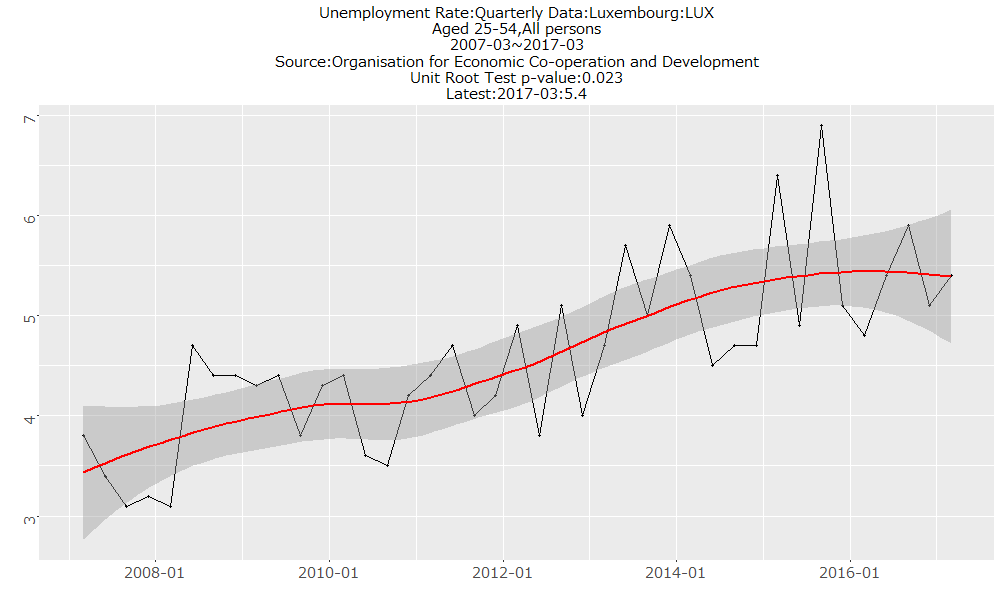 Unemployment Rate:Quarterly Data:Luxembourg:LUX
Aged 25-54,All persons
2007-03~2017-03
Source:Organisation for Economic Co-operation and Development
Unit Root Test p-value:0.023
Latest:2017-03:5.4
7
6
5
4
3
2008-01 2010-01 2012-01 2014-01 2016-01